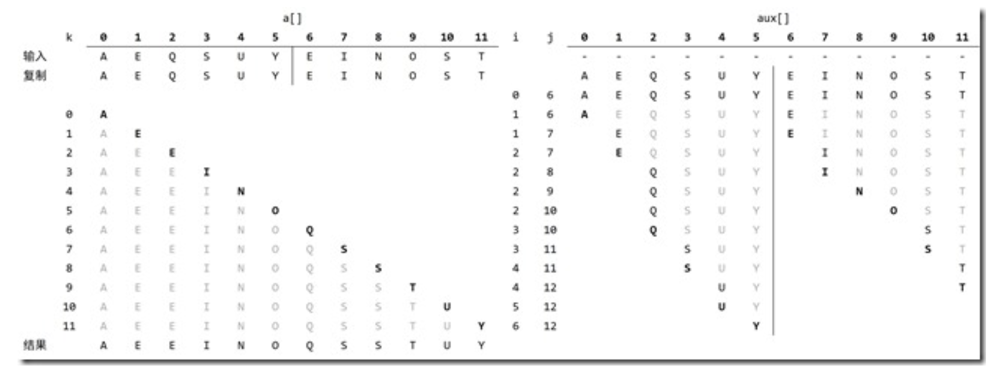 a[] aux[]
k 0 1 2 3 4 5 6 7 8 9 10 11 i j 0 1 2 3 4 5 6 7 8 9 10 11
输入 A E Q S U Y E I N O S T - - - - - - - - - - - -
复制 A E Q S U Y E I N O S T A E Q S U Y E I N O S T
0 6 A E Q S U Y E I N O S T
0 A 1 6 A E Q S U Y E I N O S T
1 A E 1 7 E Q S U Y E I N O S T
2 A E E 2 7 E Q S U Y I N O S T
3 A E E I 2 8 Q S U Y I N O S T
4 A E E I N 2 9 Q S U Y N O S T
5 A E E I N O 2 10 Q S U Y O S T
6 A E E I N O Q 3 10 Q S U Y S T
7 A E E I N O Q S 3 11 S U Y S T
8 A E E I N O Q S S 4 11 S U Y T
9 A E E I N O Q S S T 4 12 U Y T
10 A E E I N O Q S S T U 5 12 U Y
11 A E E I N O Q S S T U Y 6 12 Y
结果 A E E I N O Q S S T U Y